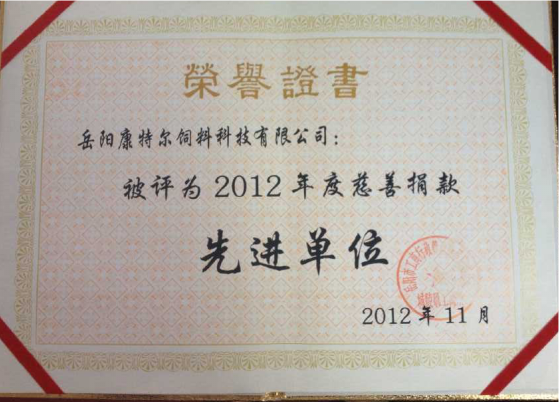 榮譽證書
岳阳康特尔饲料科技有限公司：
被评为2012年度慈善捐款
先进单位
2012年11月